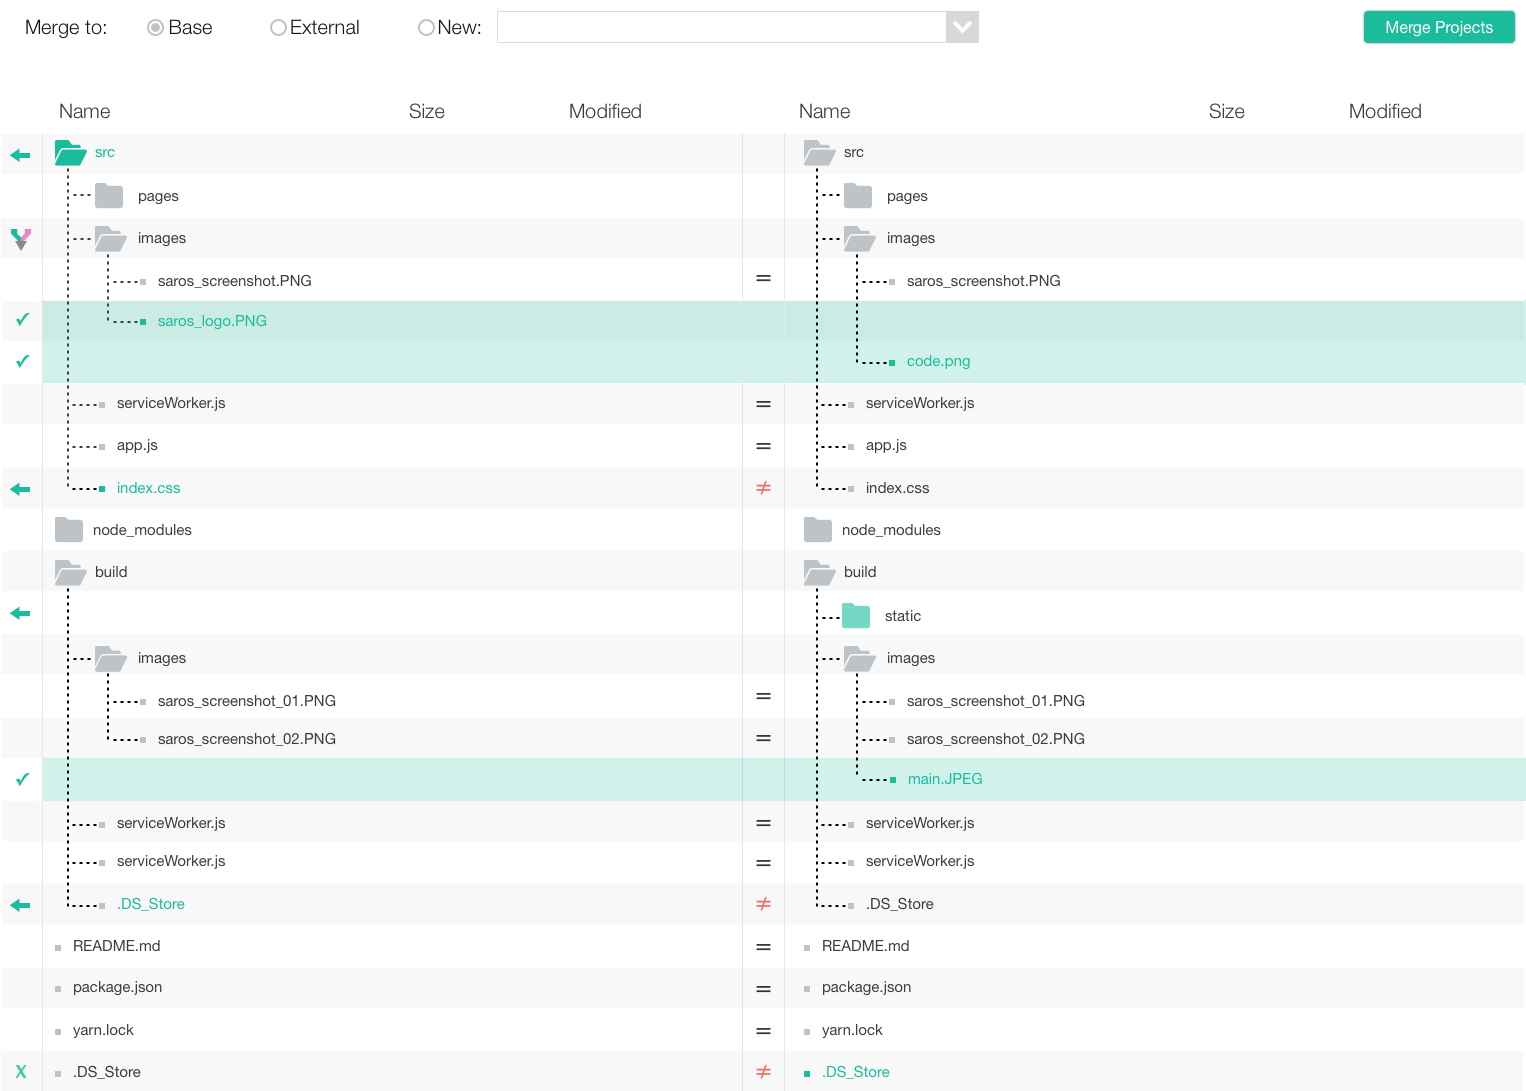 Merge to: Base External New: Merge Projects
Name Size Modified Name Size Modified
src src
pages pages
images images
saros_screenshot.PNG = saros_screenshot.PNG
✓ saros_logo.PNG
✓ code.png
serviceWorker.js = serviceWorker.js
app.js = app.js
index.css ≠ index.css
node_modules node_modules
build build
static
images images
saros_screenshot_01.PNG = saros_screenshot_01.PNG
saros_screenshot_02.PNG = saros_screenshot_02.PNG
✓ main.JPEG
serviceWorker.js = serviceWorker.js
serviceWorker.js = serviceWorker.js
.DS_Store ≠ .DS_Store
README.md = README.md
package.json = package.json
yarn.lock = yarn.lock
X .DS_Store ≠ .DS_Store